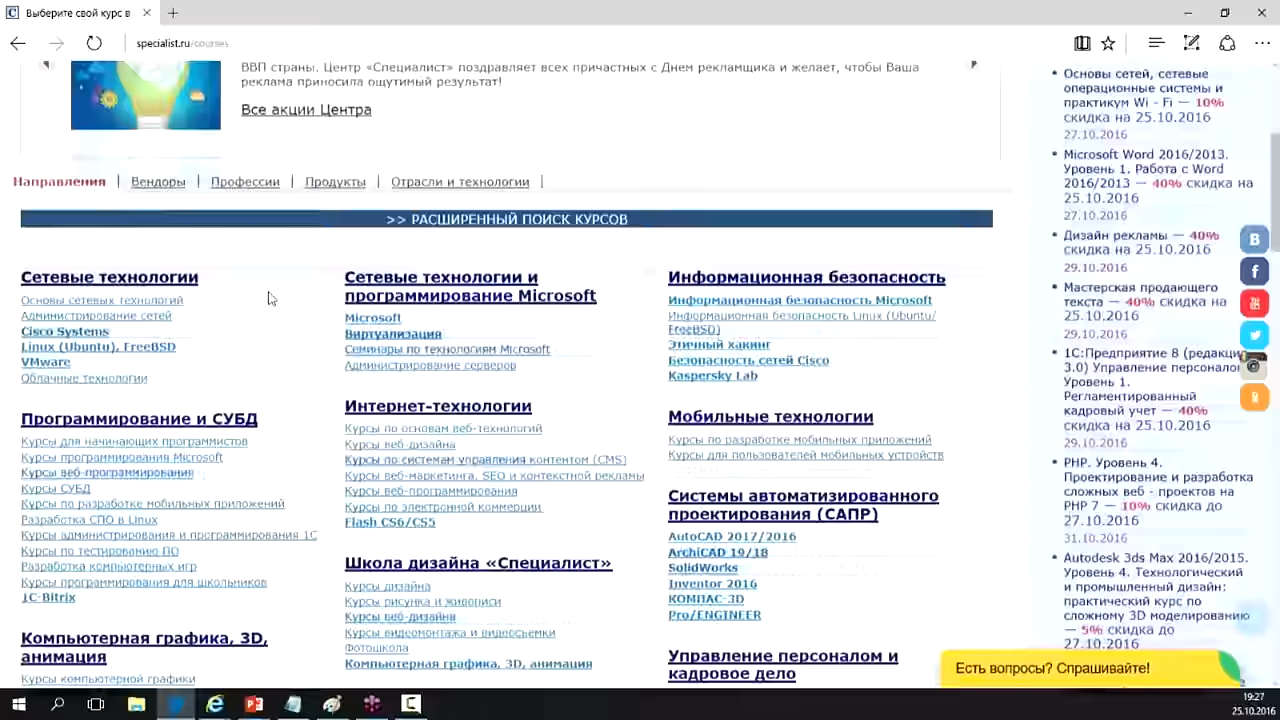 Выберите свой курс в
specialist.ru/courses
ВВП страны. Центр «Специалист» поздравляет всех причастных с Днем рекламщика и желает, чтобы Ваша
реклама приносила ощутимый результат!
Все акции Центра
Направления | Вендоры | Профессии | Продукты | Отрасли и технологии |
>> РАСШИРЕННЫЙ ПОИСК КУРСОВ
Сетевые технологии
Основы сетевых технологий
Администрирование сетей
Cisco Systems
Linux (Ubuntu), FreeBSD
VMware
Облачные технологии
Программирование и СУБД
Курсы для начинающих программистов
Курсы программирования Microsoft
Курсы веб-программирования
Курсы СУБД
Курсы по разработке мобильных приложений
Разработка СПО в Linux
Курсы администрирования и программирования 1С
Курсы по тестированию ПО
Разработка компьютерных игр
Курсы программирования для школьников
1C-Bitrix
Компьютерная графика, 3D,
анимация
Курсы компьютерной графики
Сетевые технологии и
программирование Microsoft
Microsoft
Виртуализация
Семинары по технологиям Microsoft
Администрирование серверов
Интернет-технологии
Курсы по основам веб-технологий
Курсы веб-дизайна
Курсы по системам управления контентом (CMS)
Курсы веб-маркетинга, SEO и контекстной рекламы
Курсы веб-программирования
Курсы по электронной коммерции
Flash CS6/CS5
Школа дизайна «Специалист»
Курсы дизайна
Курсы рисунка и живописи
Курсы веб-дизайна
Курсы видеомонтажа и видеосъемки
Фотошкола
Компьютерная графика, 3D, анимация
Информационная безопасность
Информационная безопасность Microsoft
Информационная безопасность Linux (Ubuntu/
FreeBSD)
Этичный хакинг
Безопасность сетей Cisco
Kaspersky Lab
Мобильные технологии
Курсы по разработке мобильных приложений
Курсы для пользователей мобильных устройств
Системы автоматизированного
проектирования (САПР)
AutoCAD 2017/2016
ArchiCAD 19/18
SolidWorks
Inventor 2016
КОМПАС-3D
Pro/ENGINEER
Управление персоналом и
кадровое дело
Основы сетей, сетевые
операционные системы и
практикум Wi - Fi — 10%
скидка на 25.10.2016
27.10.2016
Microsoft Word 2016/2013.
Уровень 1. Работа с Word
2016/2013 — 40% скидка на
25.10.2016
27.10.2016
Дизайн рекламы — 40%
скидка на 25.10.2016
29.10.2016
Мастерская продающего
текста — 40% скидка на
25.10.2016
29.10.2016
1С:Предприятие 8 (редакция
3.0) Управление персоналом
Уровень 1.
Регламентированный
кадровый учет — 40%
скидка на 25.10.2016
29.10.2016
PHP. Уровень 4.
Проектирование и разработка
сложных веб - проектов на
PHP 7 — 10% скидка до
27.10.2016
31.10.2016
Autodesk 3ds Max 2016/2015.
Уровень 4. Технологический
и промышленный дизайн:
практический курс по
сложному 3D моделированию
— 5% скидка до
27.10.2016
Есть вопросы? Спрашивайте!
19:27
25.10.2016